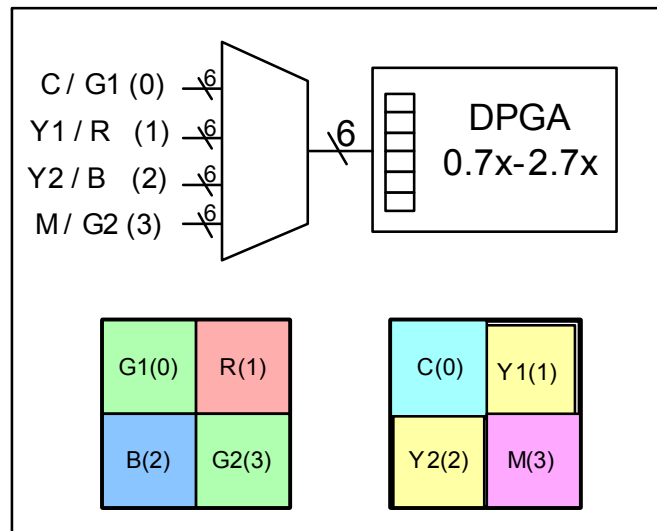 C / G1 (0) 6
Y1 / R (1) 6
Y2 / B (2) 6
M / G2 (3) 6
6
DPGA
0.7x-2.7x
G1(0) R(1)
B(2) G2(3)
C(0) Y1(1)
Y2(2) M(3)